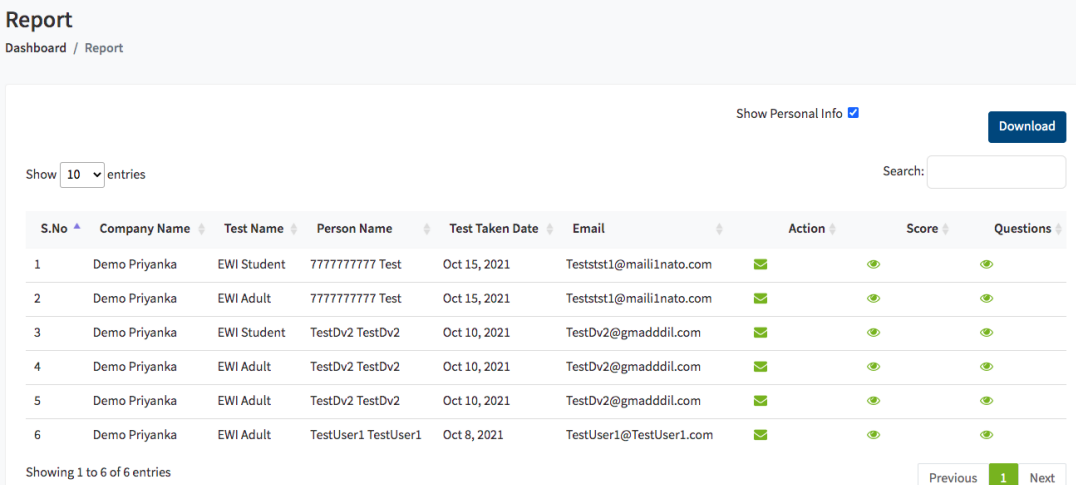 Report
Dashboard / Report
Show Personal Info
Download
Show 10 entries
Search:
S.No Company Name Test Name Person Name Test Taken Date Email Action Score Questions
1 Demo Priyanka EWI Student 7777777777 Test Oct 15, 2021 Teststst1@maili1nato.com
2 Demo Priyanka EWI Adult 7777777777 Test Oct 15, 2021 Teststst1@maili1nato.com
3 Demo Priyanka EWI Student TestDv2 TestDv2 Oct 10, 2021 TestDv2@gmadddil.com
4 Demo Priyanka EWI Adult TestDv2 TestDv2 Oct 10, 2021 TestDv2@gmadddil.com
5 Demo Priyanka EWI Adult TestDv2 TestDv2 Oct 10, 2021 TestDv2@gmadddil.com
6 Demo Priyanka EWI Adult TestUser1 TestUser1 Oct 8, 2021 TestUser1@TestUser1.com
Showing 1 to 6 of 6 entries
Previous 1 Next